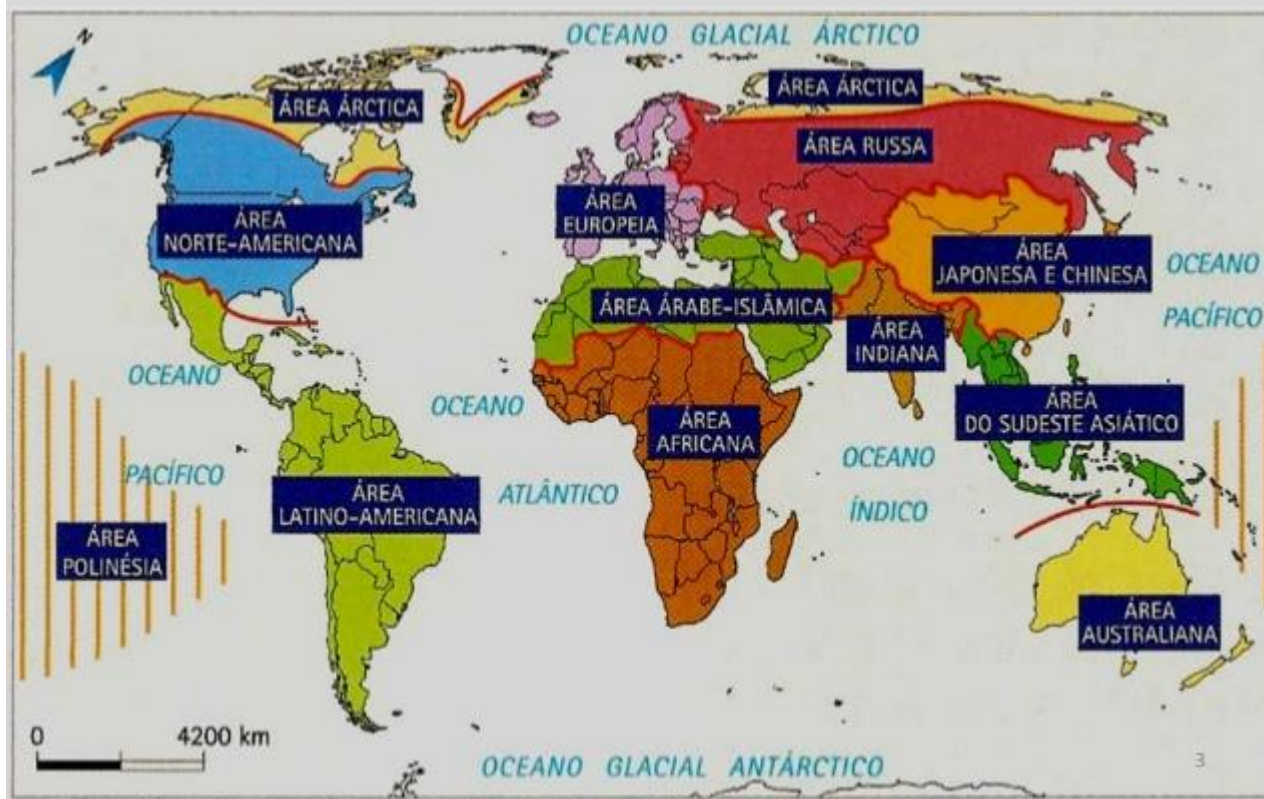 N
OCEANO GLACIAL ÁRCTICO
ÁREA ÁRCTICA
ÁREA ÁRCTICA
ÁREA RUSSA
ÁREA
NORTE-AMERICANA
ÁREA
EUROPEIA
ÁREA
JAPONESA E CHINESA
OCEANO
PACÍFICO
ÁREA ÁRABE-ISLÂMICA
ÁREA
INDIANA
OCEANO
PACÍFICO
OCEANO
ATLÂNTICO
ÁREA
AFRICANA
ÁREA
DO SUDESTE ASIÁTICO
OCEANO
ÍNDICO
ÁREA
LATINO-AMERICANA
ÁREA
POLINÉSIA
ÁREA
AUSTRALIANA
0 4200 km
OCEANO GLACIAL ANTÁRCTICO
3